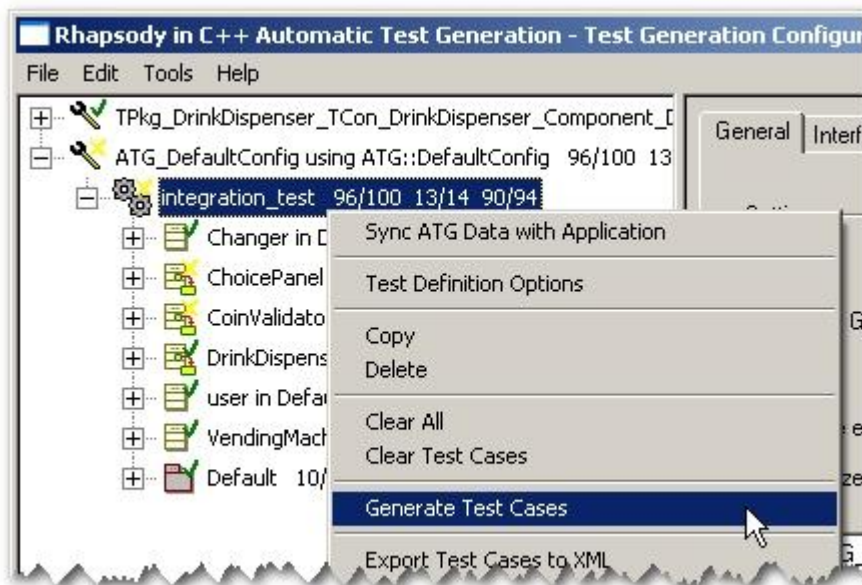 Rhapsody in C++ Automatic Test Generation - Test Generation Configur
File Edit Tools Help
TPkg_DrinkDispenser_TCon_DrinkDispenser_Component_D
General Interf
ATG_DefaultConfig using ATG::DefaultConfig 96/100 13
integration_test 96/100 13/14 90/94
Changer in D
Sync ATG Data with Application
ChoicePanel
Test Definition Options
CoinValidato
Copy
DrinkDispens
Delete
user in Defau
Clear All
VendingMach
Clear Test Cases
Default 10/
Generate Test Cases
Export Test Cases to XML